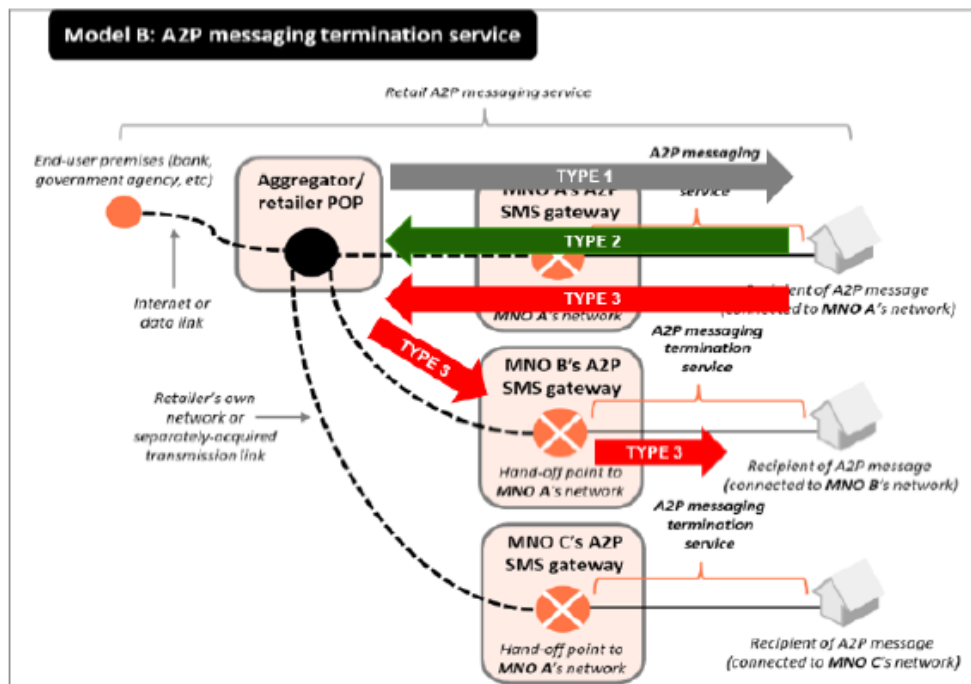 Model B: A2P messaging termination service
Retail A2P messaging service
End-user premises (bank,
government agency, etc)
Aggregator/
retailer POP
A2P messaging
TYPE 1
service
MNO A's A2P
SMS gateway
TYPE 2
TYPE 3
Internet or
data link
MNO A's network
Recipient of A2P message
(connected to MNO A's network)
TYPE 3
A2P messaging
termination
service
MNO B's A2P
SMS gateway
Retailer's own
network or
separately-acquired
transmission link
TYPE 3
Hand-off point to
MNO A's network
Recipient of A2P message
(connected to MNO B's network)
A2P messaging
termination
service
MNO C's A2P
SMS gateway
Hand-off point to
MNO A's network
Recipient of A2P message
(connected to MNO C's network)